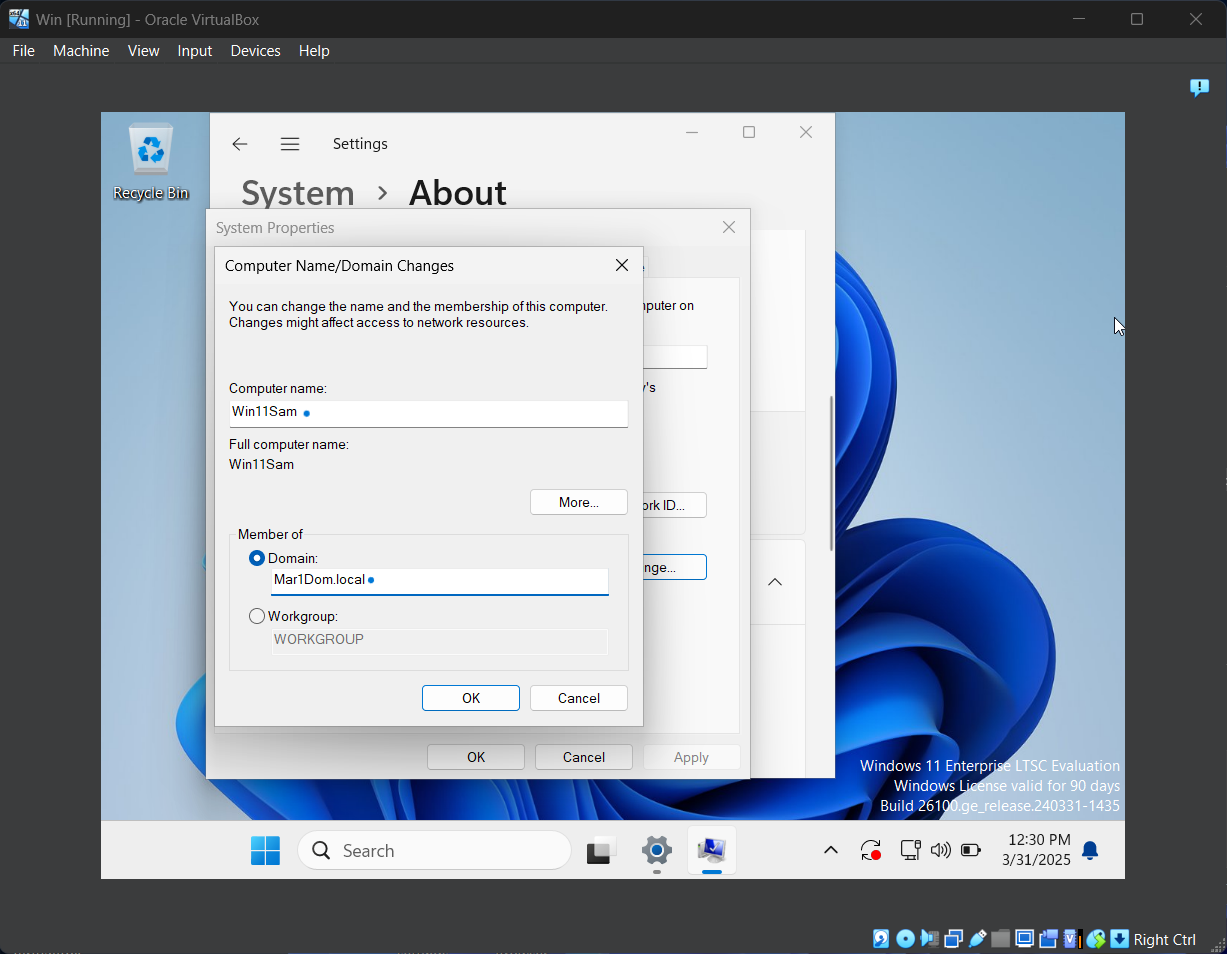 Win [Running] - Oracle VirtualBox
File Machine View Input Devices Help
Recycle Bin
Settings
System > About
System Properties
Computer Name/Domain Changes
You can change the name and the membership of this computer.
Changes might affect access to network resources.
puter on
y's
Computer name:
Win11Sam
Full computer name:
Win11Sam
More...
ork ID...
Member of
Domain:
Mar1Dom.local
nge...
Workgroup:
WORKGROUP
OK Cancel
OK Cancel Apply
Windows 11 Enterprise LTSC Evaluation
Windows License valid for 90 days
Build 26100.ge_release.240331-1435
Search
12:30 PM
3/31/2025
Right Ctrl